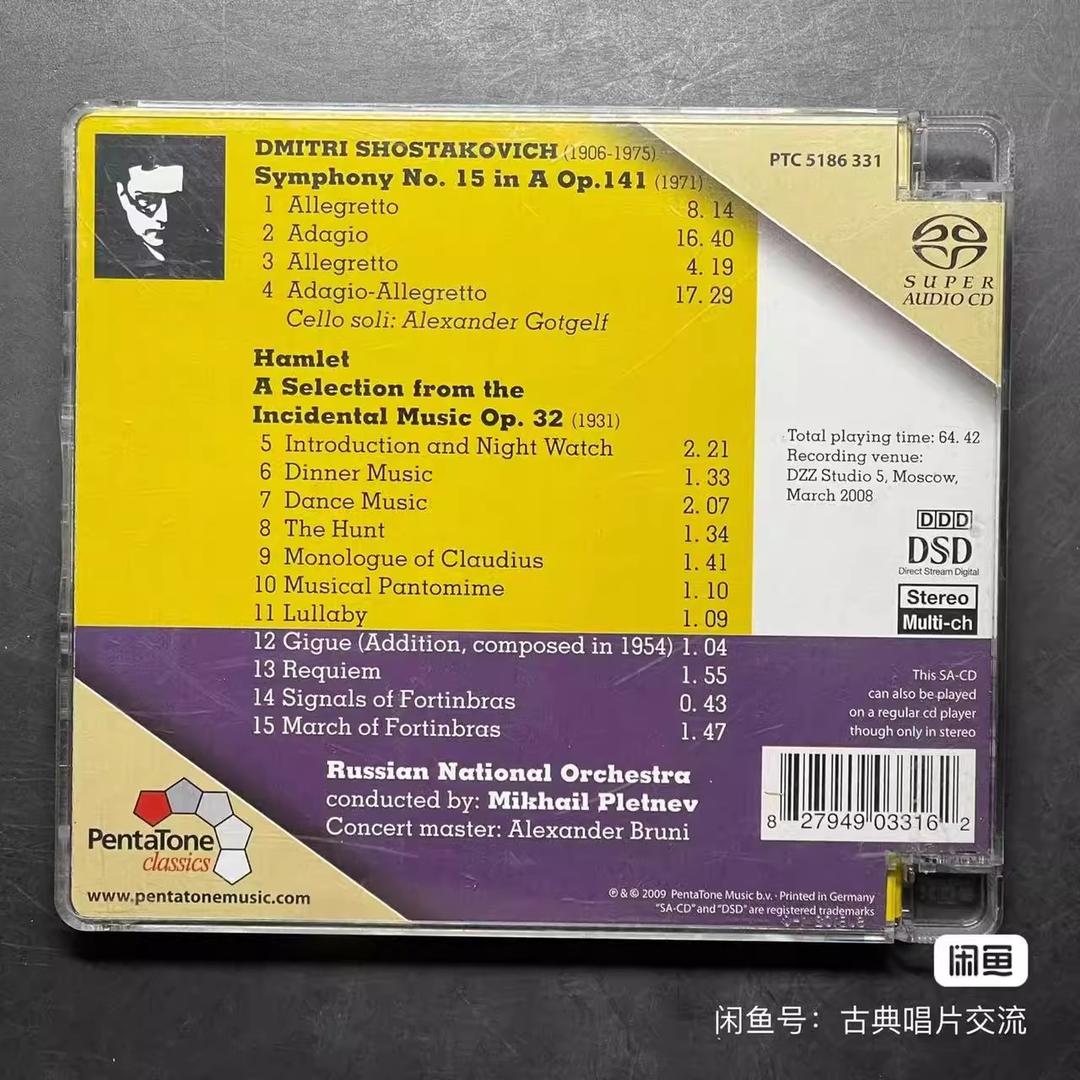 DMITRI SHOSTAKOVICH (1906-1975)
Symphony No. 15 in A Op.141 (1971)
1 Allegretto 8. 14
2 Adagio 16. 40
3 Allegretto 4. 19
4 Adagio-Allegretto 17. 29
Cello soli: Alexander Gotgelf
Hamlet
A Selection from the
Incidental Music Op. 32 (1931)
5 Introduction and Night Watch 2. 21
6 Dinner Music 1. 33
7 Dance Music 2. 07
8 The Hunt 1. 34
9 Monologue of Claudius 1. 41
10 Musical Pantomime 1. 10
11 Lullaby 1. 09
12 Gigue (Addition, composed in 1954) 1. 04
13 Requiem 1. 55
14 Signals of Fortinbras 0. 43
15 March of Fortinbras 1. 47
Russian National Orchestra
conducted by: Mikhail Pletnev
Concert master: Alexander Bruni
PTC 5186 331
SUPER
AUDIO CD
Total playing time: 64. 42
Recording venue:
DZZ Studio 5, Moscow,
March 2008
DDD
DSD
Direct Stream Digital
Stereo
Multi-ch
This SA-CD
can also be played
on a regular cd player
though only in stereo
8 27949 03316 2
PentaTone
classics
www.pentatonemusic.com
℗ & © 2009 PentaTone Music b.v. · Printed in Germany
"SA-CD" and "DSD" are registered trademarks
闲鱼
闲鱼号：古典唱片交流